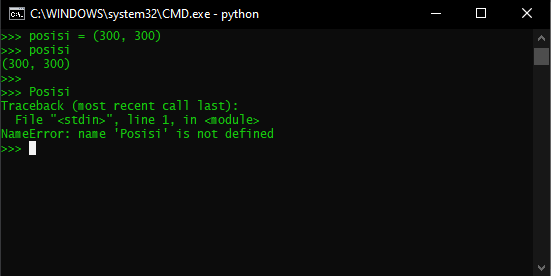 C:\WINDOWS\system32\CMD.exe - python
>>> posisi = (300, 300)
>>> posisi
(300, 300)
>>>
>>> Posisi
Traceback (most recent call last):
  File "<stdin>", line 1, in <module>
NameError: name 'Posisi' is not defined
>>>